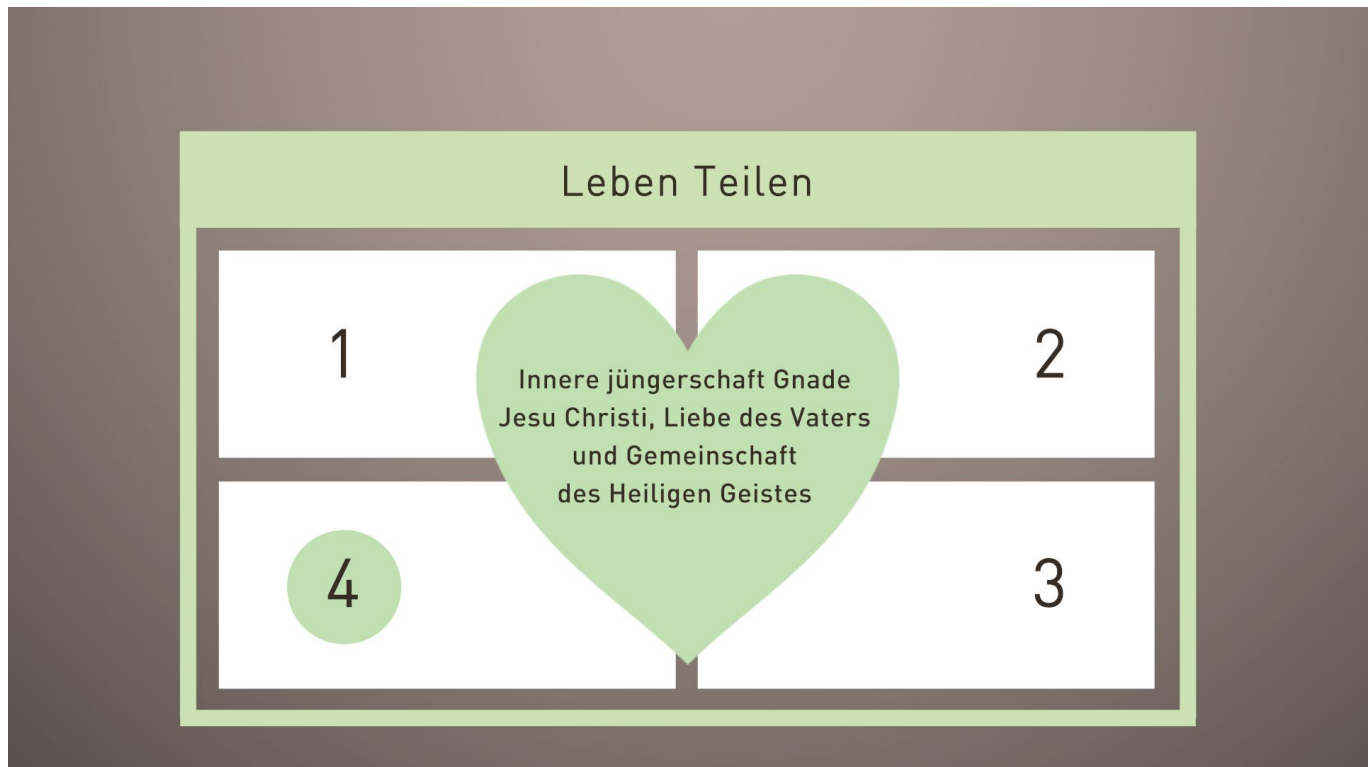 Leben Teilen
1
2
Innere jüngerschaft Gnade
Jesu Christi, Liebe des Vaters
und Gemeinschaft
des Heiligen Geistes
4
3